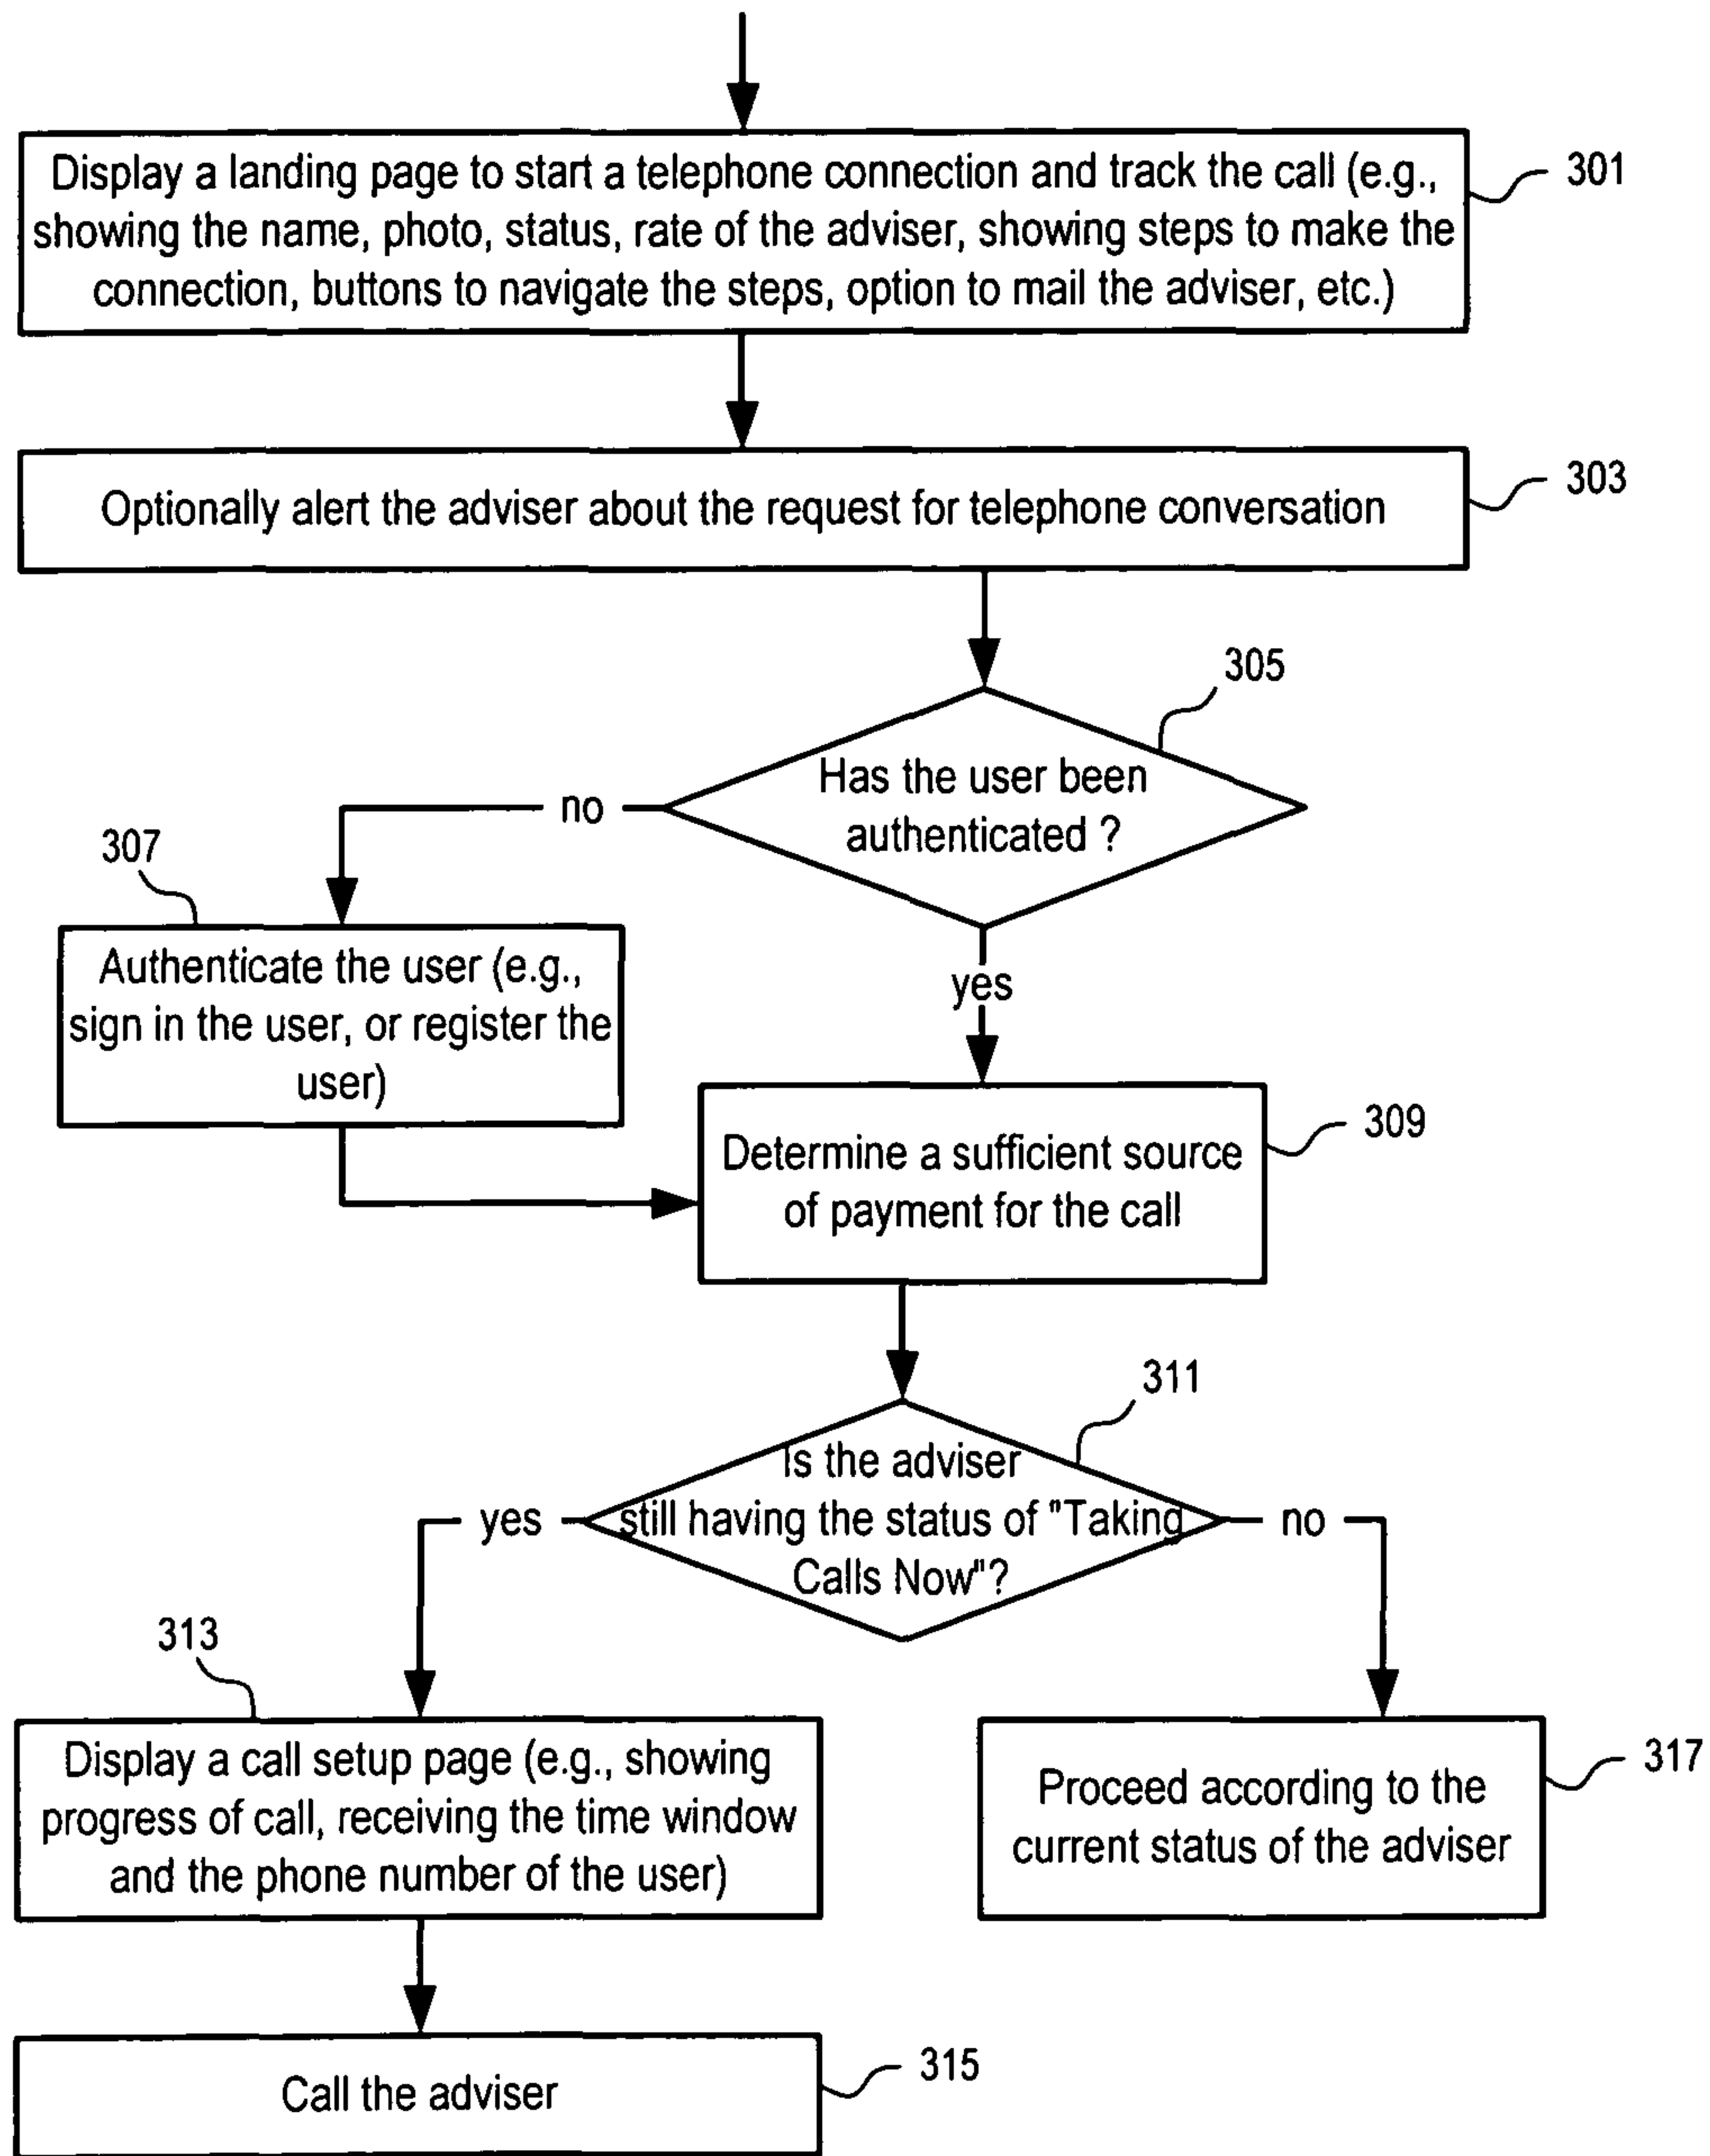 Display a landing page to start a telephone connection and track the call (e.g.,
showing the name, photo, status, rate of the adviser, showing steps to make the
connection, buttons to navigate the steps, option to mail the adviser, etc.)
301
Optionally alert the adviser about the request for telephone conversation
303
305
Has the user been
authenticated ?
no
307
Authenticate the user (e.g.,
sign in the user, or register the
user)
yes
309
Determine a sufficient source
of payment for the call
311
Is the adviser
still having the status of "Taking
Calls Now"?
yes
no
313
Display a call setup page (e.g., showing
progress of call, receiving the time window
and the phone number of the user)
317
Proceed according to the
current status of the adviser
Call the adviser
315